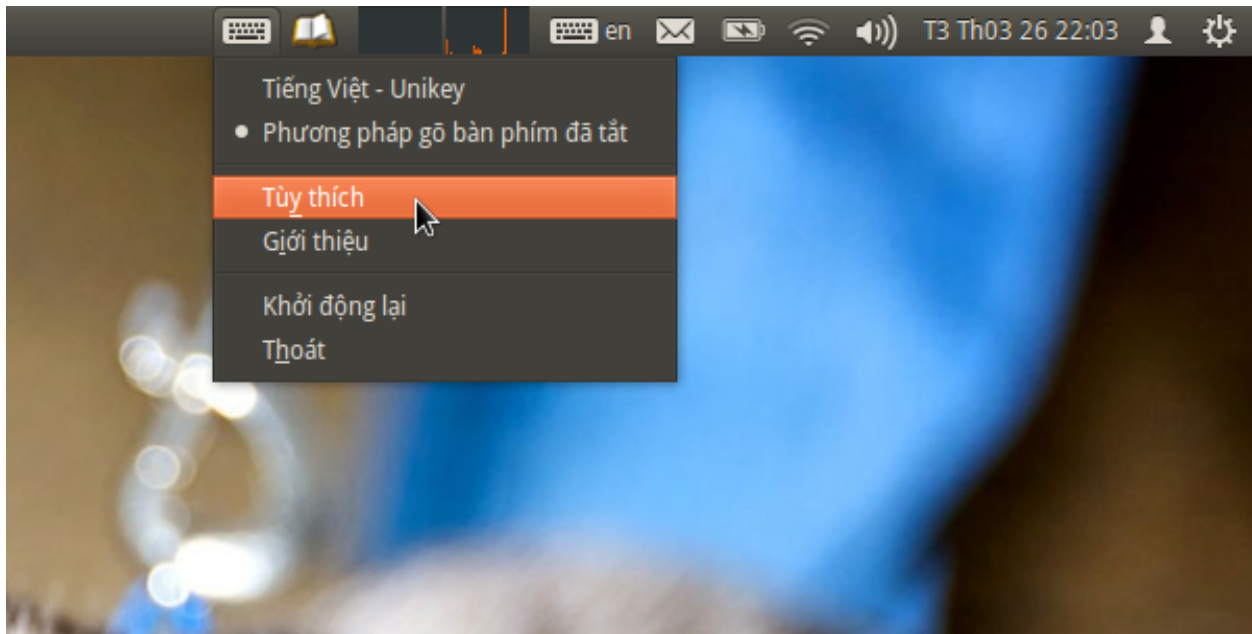 en T3 Th03 26 22:03
Tiếng Việt - Unikey
Phương pháp gõ bàn phím đã tắt
Tùy thích
Giới thiệu
Khởi động lại
Thoát